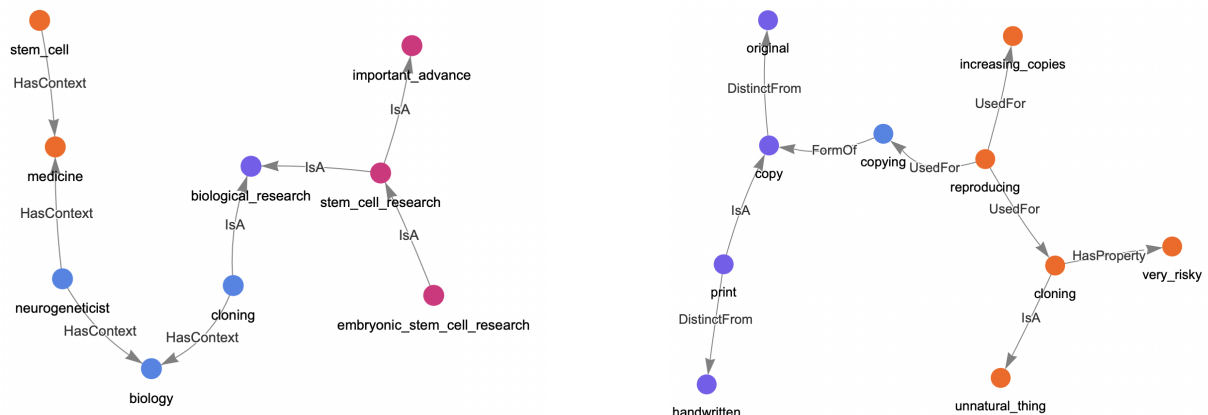 stem_cell
HasContext
medicine
HasContext
neurogeneticist
HasContext
biology
HasContext
cloning
IsA
biological_research
IsA
stem_cell_research
IsA
important_advance
IsA
embryonic_stem_cell_research
original
DistinctFrom
copy
FormOf
copying
UsedFor
reproducing
UsedFor
increasing_copies
UsedFor
cloning
HasProperty
very_risky
IsA
unnatural_thing
IsA
print
DistinctFrom
handwritten